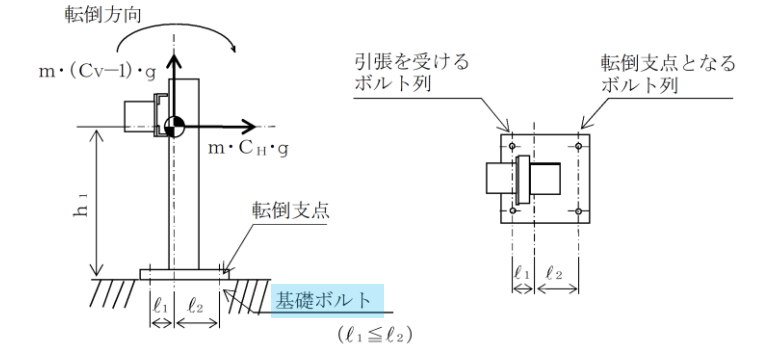 転倒方向
m・(Cv－1)・g
m・CH・g
h1
転倒支点
ℓ1
ℓ2
基礎ボルト
(ℓ1≦ℓ2)
引張を受ける
ボルト列
転倒支点となる
ボルト列
ℓ1
ℓ2